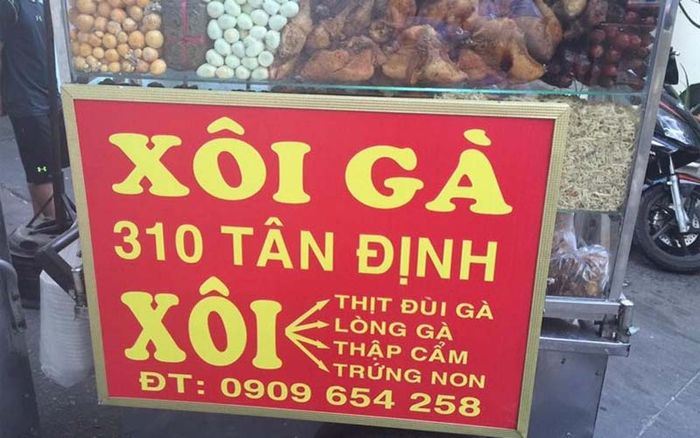 XÔI GÀ
310 TÂN ĐỊNH
XÔI
THỊT ĐÙI GÀ
LÒNG GÀ
THẬP CẨM
TRỨNG NON
ĐT: 0909 654 258